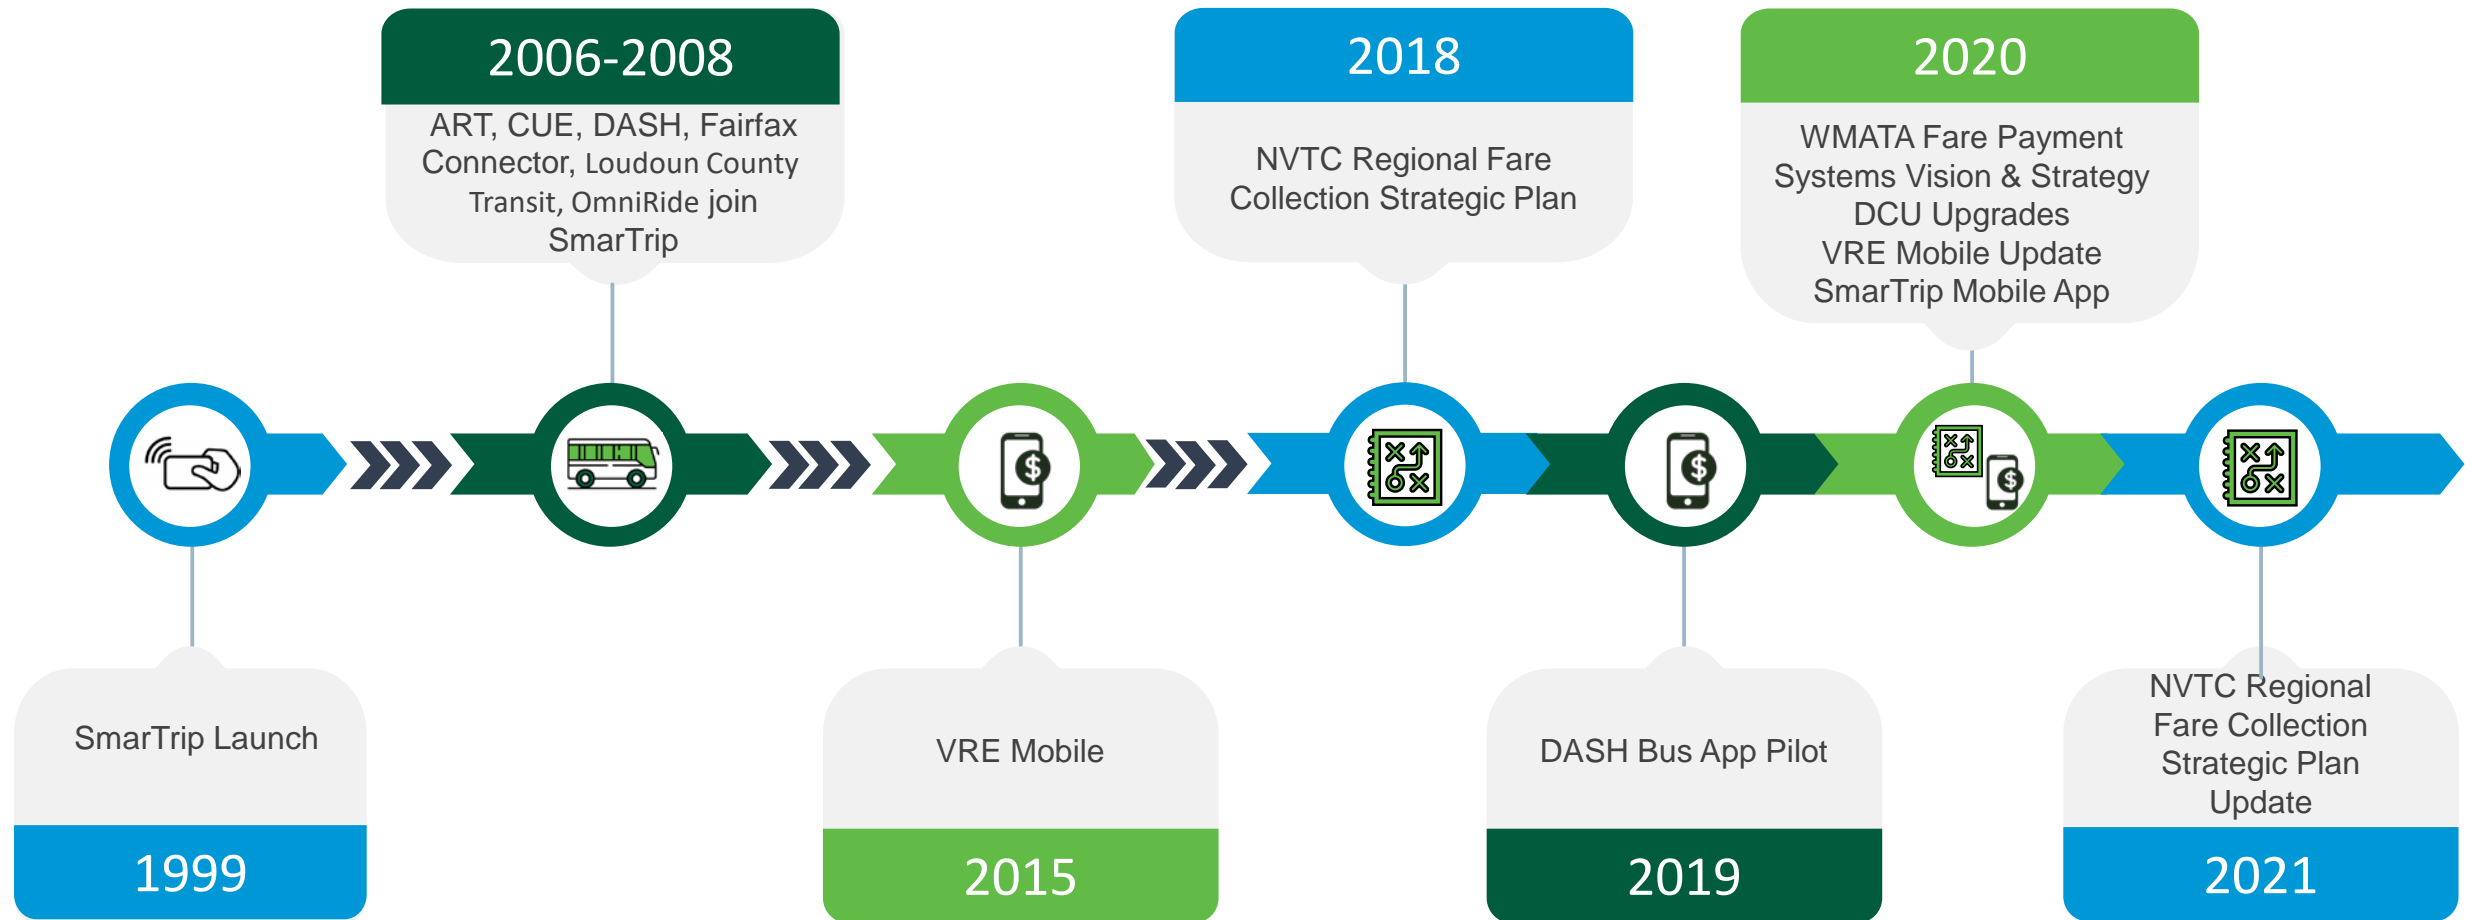 2006-2008
ART, CUE, DASH, Fairfax
Connector, Loudoun County
Transit, OmniRide join
SmarTrip
2018
NVTC Regional Fare
Collection Strategic Plan
2020
WMATA Fare Payment
Systems Vision & Strategy
DCU Upgrades
VRE Mobile Update
SmarTrip Mobile App
$
$
$
SmarTrip Launch
1999
VRE Mobile
2015
DASH Bus App Pilot
2019
NVTC Regional
Fare Collection
Strategic Plan
Update
2021